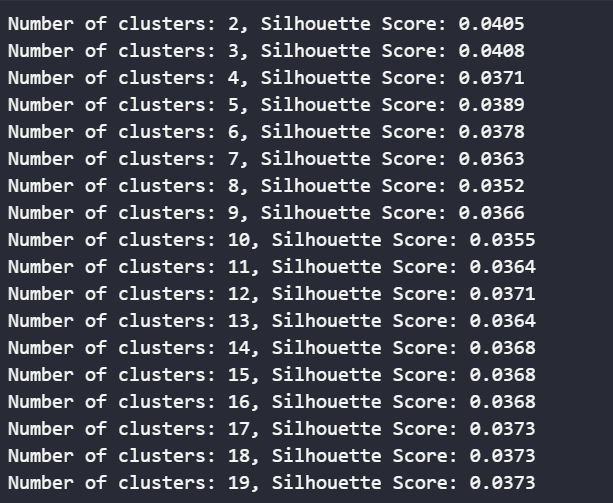 Number of clusters: 2, Silhouette Score: 0.0405
Number of clusters: 3, Silhouette Score: 0.0408
Number of clusters: 4, Silhouette Score: 0.0371
Number of clusters: 5, Silhouette Score: 0.0389
Number of clusters: 6, Silhouette Score: 0.0378
Number of clusters: 7, Silhouette Score: 0.0363
Number of clusters: 8, Silhouette Score: 0.0352
Number of clusters: 9, Silhouette Score: 0.0366
Number of clusters: 10, Silhouette Score: 0.0355
Number of clusters: 11, Silhouette Score: 0.0364
Number of clusters: 12, Silhouette Score: 0.0371
Number of clusters: 13, Silhouette Score: 0.0364
Number of clusters: 14, Silhouette Score: 0.0368
Number of clusters: 15, Silhouette Score: 0.0368
Number of clusters: 16, Silhouette Score: 0.0368
Number of clusters: 17, Silhouette Score: 0.0373
Number of clusters: 18, Silhouette Score: 0.0373
Number of clusters: 19, Silhouette Score: 0.0373